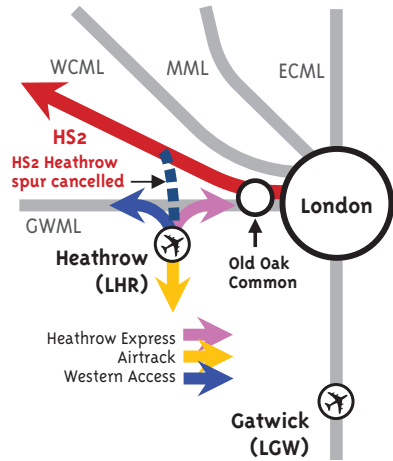 WCML
MML
ECML
HS2
HS2 Heathrow
spur cancelled
GWML
London
Heathrow
(LHR)
Old Oak
Common
Heathrow Express
Airtrack
Western Access
Gatwick
(LGW)